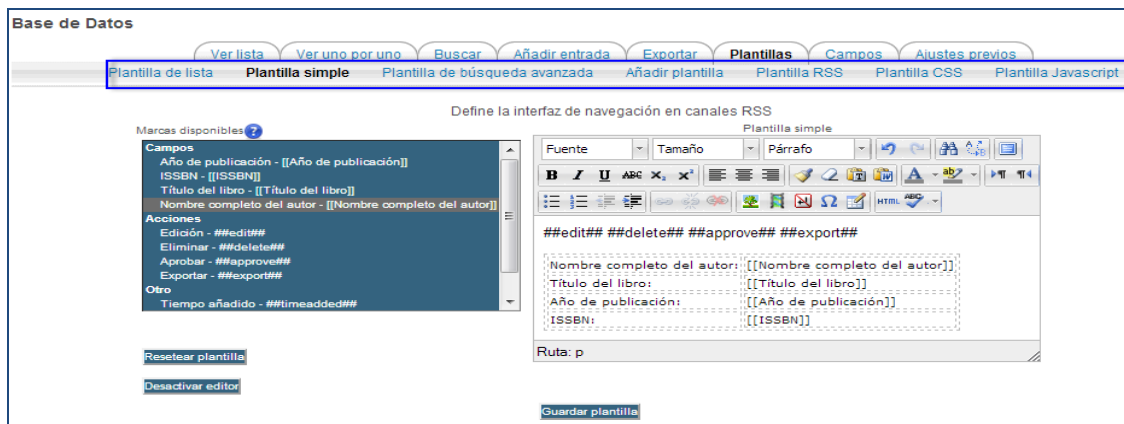 Base de Datos
Ver lista Ver uno por uno Buscar Añadir entrada Exportar Plantillas Campos Ajustes previos
Plantilla de lista Plantilla simple Plantilla de búsqueda avanzada Añadir plantilla Plantilla RSS Plantilla CSS Plantilla Javascript
Define la interfaz de navegación en canales RSS
Marcas disponibles ?
Plantilla simple
Campos
Año de publicación - [[Año de publicación]]
ISSBN - [[ISSBN]]
Título del libro - [[Título del libro]]
Nombre completo del autor - [[Nombre completo del autor]]
Acciones
Edición - ##edit##
Eliminar - ##delete##
Aprobar - ##approve##
Exportar - ##export##
Otro
Tiempo añadido - ##timeadded##
Fuente Tamaño Párrafo
B I U ABC X₂ X² A ab
Ω HTML ABC
##edit## ##delete## ##approve## ##export##
Nombre completo del autor: [[Nombre completo del autor]]
Título del libro: [[Título del libro]]
Año de publicación: [[Año de publicación]]
ISSBN: [[ISSBN]]
Ruta: p
Resetear plantilla
Desactivar editor
Guardar plantilla